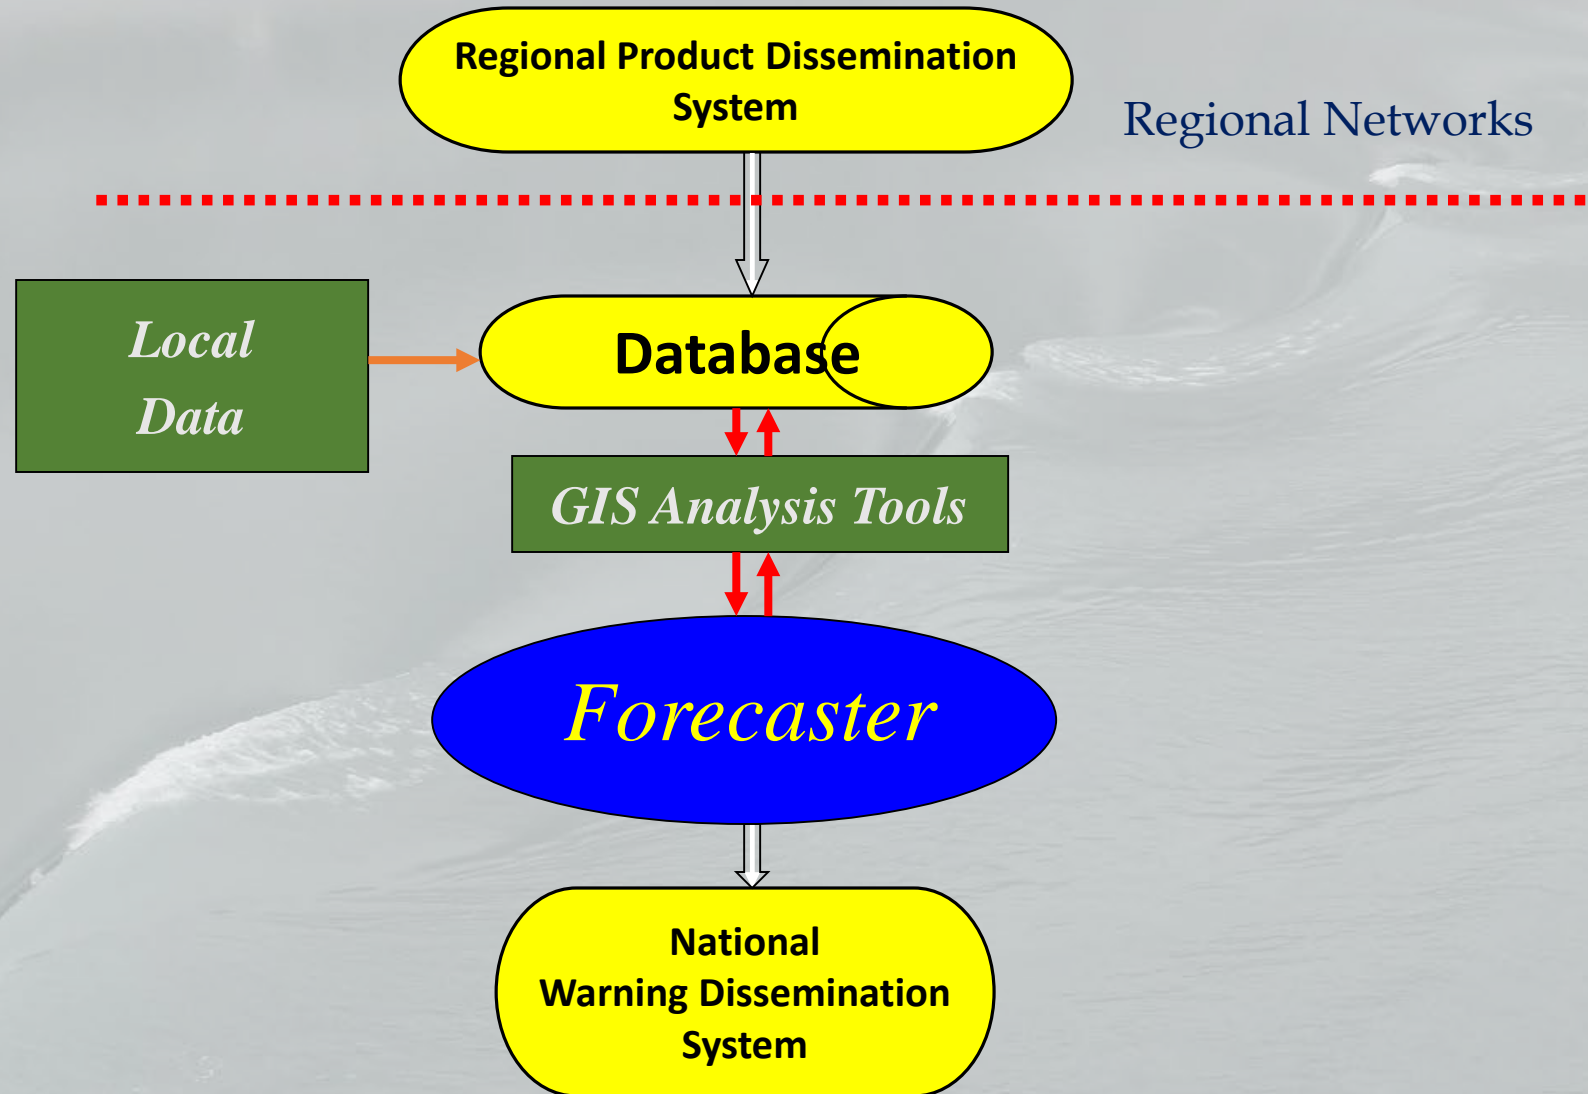 Regional Product Dissemination
System
Regional Networks
Local
Data
Database
GIS Analysis Tools
Forecaster
National
Warning Dissemination
System